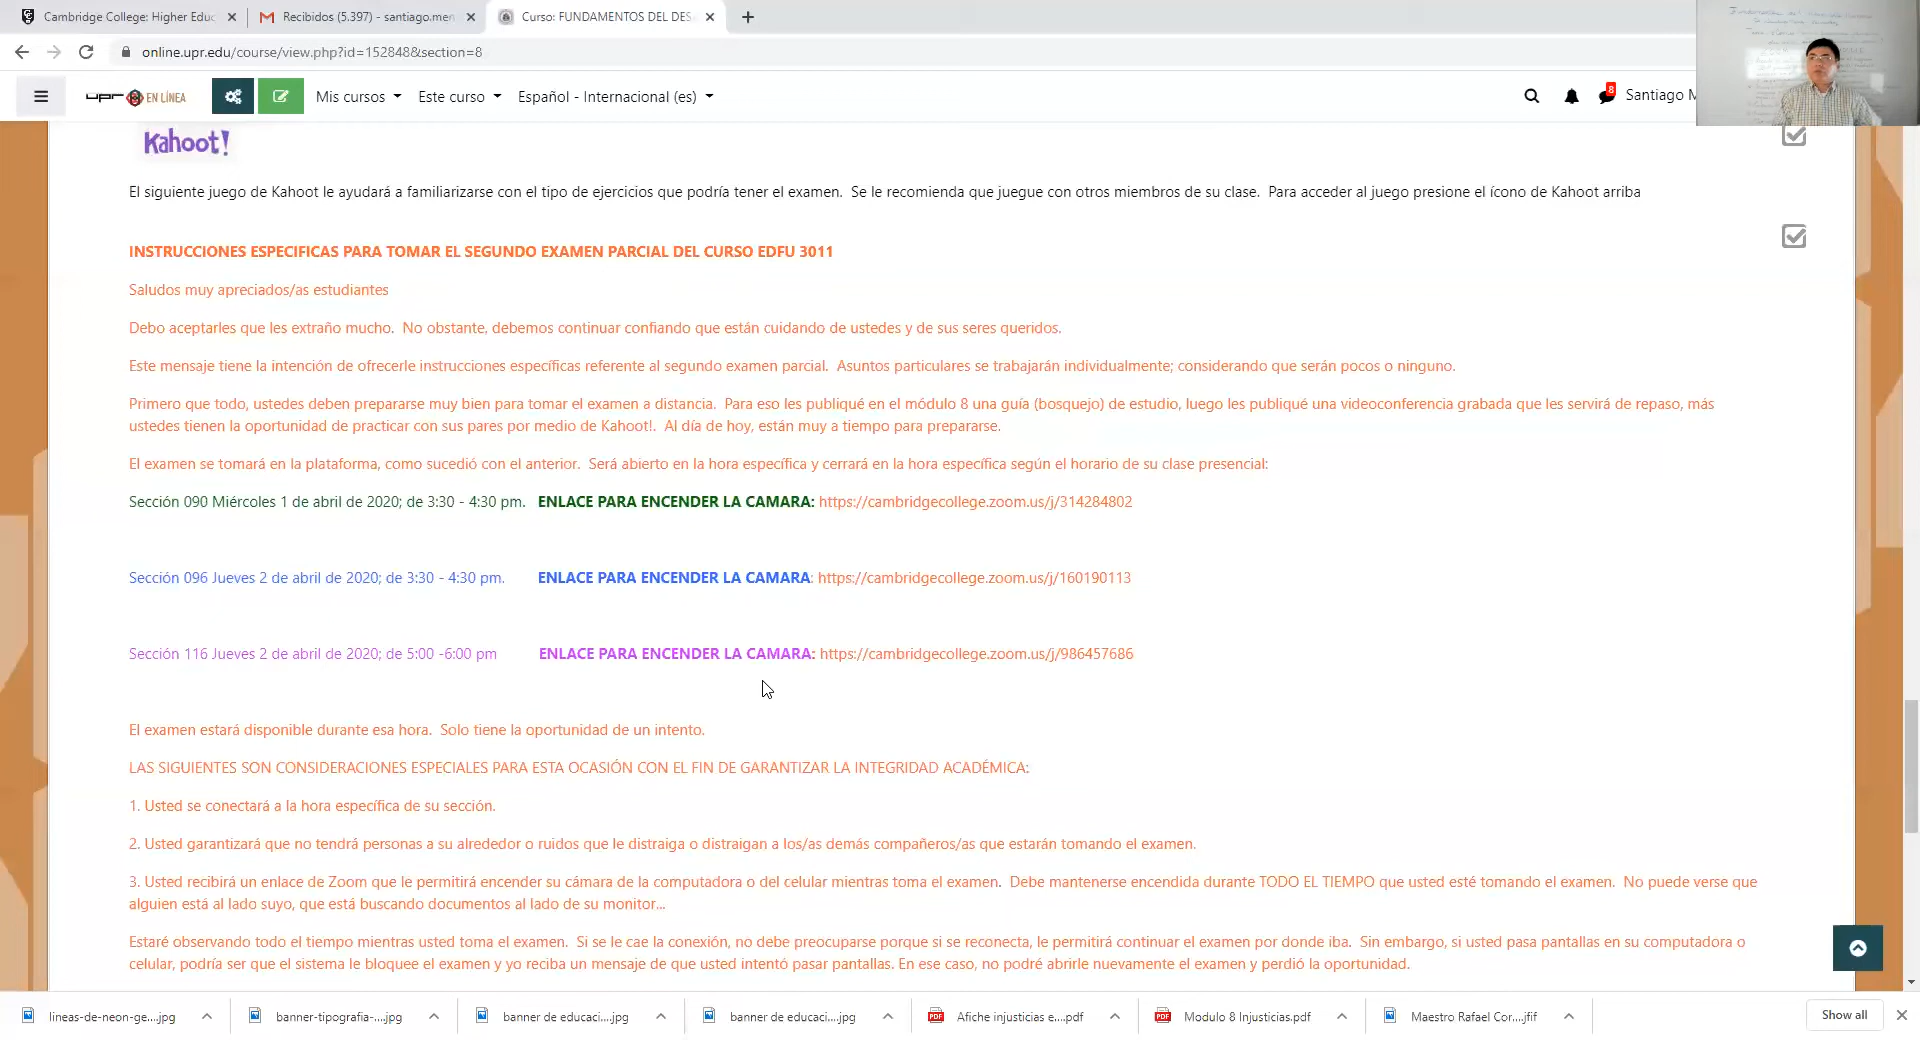 Cambridge College: Higher Educ
Recibidos (5.397) - santiago.men
Curso: FUNDAMENTOS DEL DES
online.upr.edu/course/view.php?id=152848&section=8
upr EN LÍNEA
Mis cursos
Este curso
Español - Internacional (es)
8
Santiago M
Kahoot!
El siguiente juego de Kahoot le ayudará a familiarizarse con el tipo de ejercicios que podría tener el examen. Se le recomienda que juegue con otros miembros de su clase. Para acceder al juego presione el ícono de Kahoot arriba
INSTRUCCIONES ESPECIFICAS PARA TOMAR EL SEGUNDO EXAMEN PARCIAL DEL CURSO EDFU 3011
Saludos muy apreciados/as estudiantes
Debo aceptarles que les extraño mucho. No obstante, debemos continuar confiando que están cuidando de ustedes y de sus seres queridos.
Este mensaje tiene la intención de ofrecerle instrucciones específicas referente al segundo examen parcial. Asuntos particulares se trabajarán individualmente; considerando que serán pocos o ninguno.
Primero que todo, ustedes deben prepararse muy bien para tomar el examen a distancia. Para eso les publiqué en el módulo 8 una guía (bosquejo) de estudio, luego les publiqué una videoconferencia grabada que les servirá de repaso, más
ustedes tienen la oportunidad de practicar con sus pares por medio de Kahoot!. Al día de hoy, están muy a tiempo para prepararse.
El examen se tomará en la plataforma, como sucedió con el anterior. Será abierto en la hora específica y cerrará en la hora específica según el horario de su clase presencial:
Sección 090 Miércoles 1 de abril de 2020; de 3:30 - 4:30 pm. ENLACE PARA ENCENDER LA CAMARA: https://cambridgecollege.zoom.us/j/314284802
Sección 096 Jueves 2 de abril de 2020; de 3:30 - 4:30 pm. ENLACE PARA ENCENDER LA CAMARA: https://cambridgecollege.zoom.us/j/160190113
Sección 116 Jueves 2 de abril de 2020; de 5:00 -6:00 pm ENLACE PARA ENCENDER LA CAMARA: https://cambridgecollege.zoom.us/j/986457686
El examen estará disponible durante esa hora. Solo tiene la oportunidad de un intento.
LAS SIGUIENTES SON CONSIDERACIONES ESPECIALES PARA ESTA OCASIÓN CON EL FIN DE GARANTIZAR LA INTEGRIDAD ACADÉMICA:
1. Usted se conectará a la hora específica de su sección.
2. Usted garantizará que no tendrá personas a su alrededor o ruidos que le distraiga o distraigan a los/as demás compañeros/as que estarán tomando el examen.
3. Usted recibirá un enlace de Zoom que le permitirá encender su cámara de la computadora o del celular mientras toma el examen. Debe mantenerse encendida durante TODO EL TIEMPO que usted esté tomando el examen. No puede verse que
alguien está al lado suyo, que está buscando documentos al lado de su monitor...
Estaré observando todo el tiempo mientras usted toma el examen. Si se le cae la conexión, no debe preocuparse porque si se reconecta, le permitirá continuar el examen por donde iba. Sin embargo, si usted pasa pantallas en su computadora o
celular, podría ser que el sistema le bloquee el examen y yo reciba un mensaje de que usted intentó pasar pantallas. En ese caso, no podré abrirle nuevamente el examen y perdió la oportunidad.
lineas-de-neon-ge....jpg
banner-tipografia-....jpg
banner de educaci....jpg
banner de educaci....jpg
Afiche injusticias e....pdf
Modulo 8 Injusticias.pdf
Maestro Rafael Cor....jfif
Show all